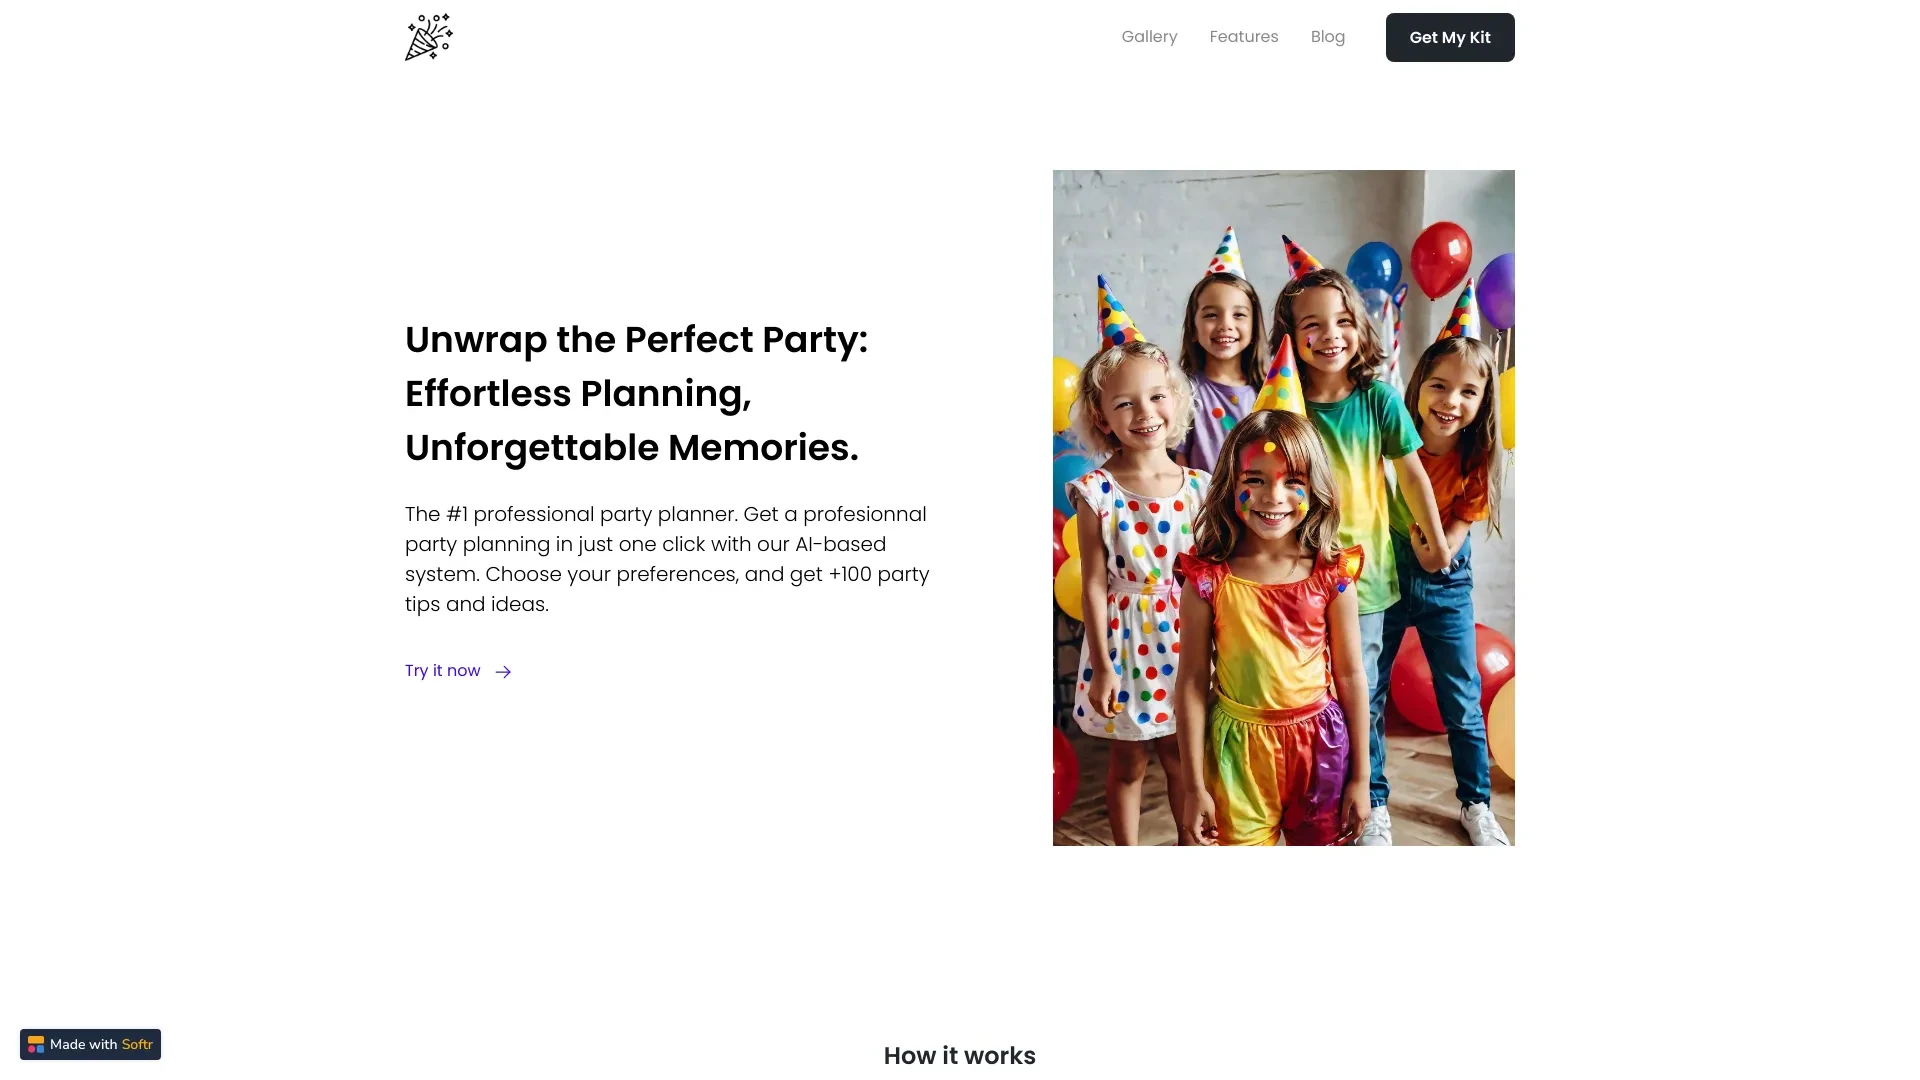 Gallery
Features
Blog
Get My Kit
Unwrap the Perfect Party:
Effortless Planning,
Unforgettable Memories.
The #1 professional party planner. Get a profesionnal
party planning in just one click with our AI-based
system. Choose your preferences, and get +100 party
tips and ideas.
Try it now
Made with Softr
How it works